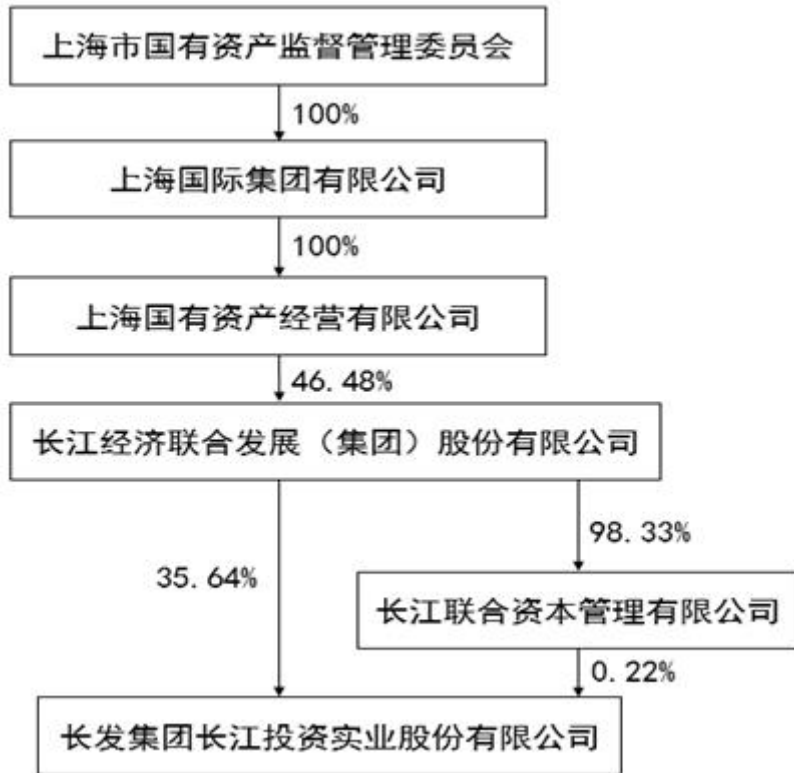 上海市国有资产监督管理委员会
100%
上海国际集团有限公司
100%
上海国有资产经营有限公司
46.48%
长江经济联合发展（集团）股份有限公司
98.33%
35.64%
长江联合资本管理有限公司
0.22%
长发集团长江投资实业股份有限公司